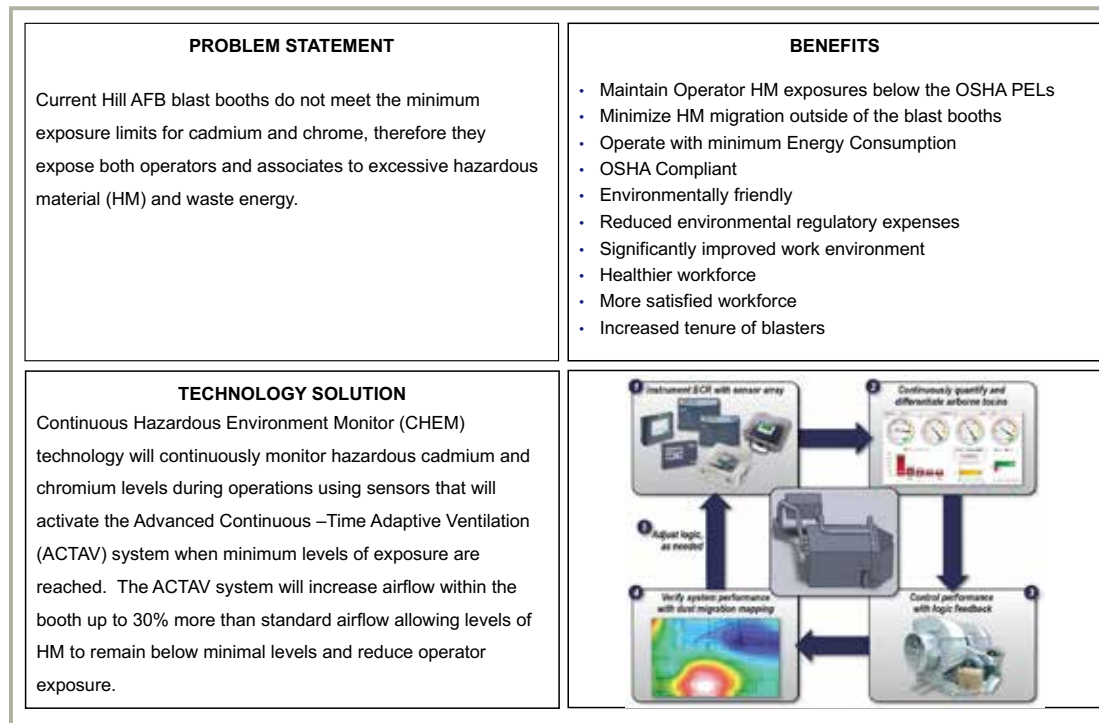 PROBLEM STATEMENT
Current Hill AFB blast booths do not meet the minimum
exposure limits for cadmium and chrome, therefore they
expose both operators and associates to excessive hazardous
material (HM) and waste energy.
BENEFITS
• Maintain Operator HM exposures below the OSHA PELs
• Minimize HM migration outside of the blast booths
• Operate with minimum Energy Consumption
• OSHA Compliant
• Environmentally friendly
• Reduced environmental regulatory expenses
• Significantly improved work environment
• Healthier workforce
• More satisfied workforce
• Increased tenure of blasters
TECHNOLOGY SOLUTION
Continuous Hazardous Environment Monitor (CHEM)
technology will continuously monitor hazardous cadmium and
chromium levels during operations using sensors that will
activate the Advanced Continuous –Time Adaptive Ventilation
(ACTAV) system when minimum levels of exposure are
reached.  The ACTAV system will increase airflow within the
booth up to 30% more than standard airflow allowing levels of
HM to remain below minimal levels and reduce operator
exposure.
1 Instrument BCR with sensor array
2 Continuously quantify and
differentiate airborne toxins
3 Control performance
with logic feedback
4 Verify system performance
with dust migration mapping
5 Adjust logic,
as needed